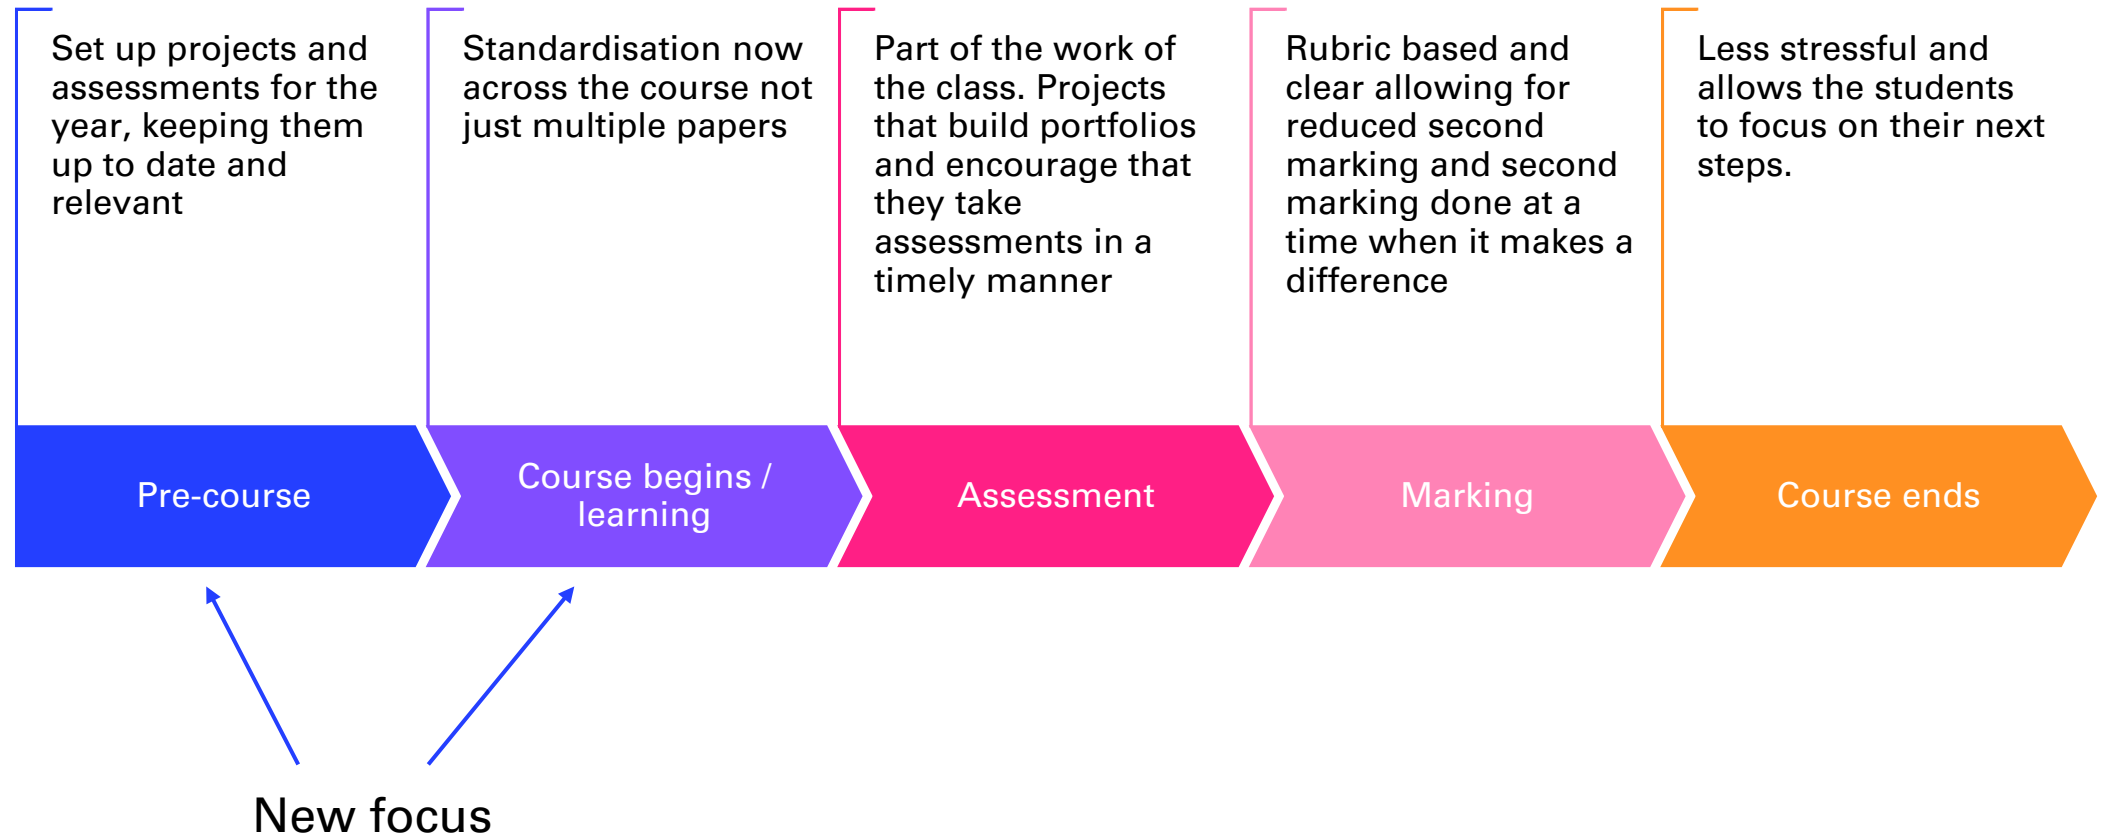 Set up projects and
assessments for the
year, keeping them
up to date and
relevant
Standardisation now
across the course not
just multiple papers
Part of the work of
the class. Projects
that build portfolios
and encourage that
they take
assessments in a
timely manner
Rubric based and
clear allowing for
reduced second
marking and second
marking done at a
time when it makes a
difference
Less stressful and
allows the students
to focus on their next
steps.
Pre-course
Course begins /
learning
Assessment
Marking
Course ends
New focus